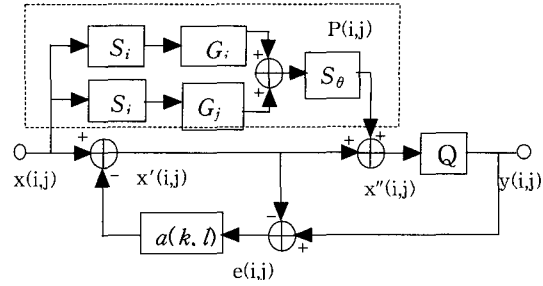 P(i,j)
S_i
G_i
+
+
S_θ
S_i
G_j
+
+
+
Q
x(i,j)
-
x'(i,j)
x''(i,j)
y(i,j)
a(k, l)
-
+
e(i,j)